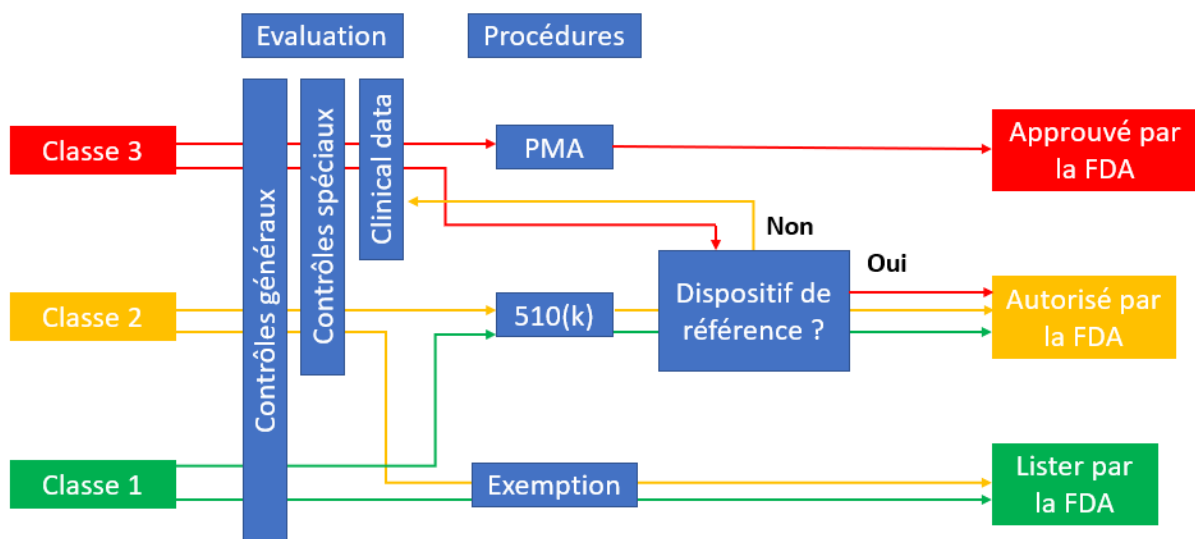 Evaluation
Procédures
Contrôles généraux
Contrôles spéciaux
Clinical data
Classe 3
PMA
Approuvé par
la FDA
Non
Oui
Classe 2
510(k)
Dispositif de
référence ?
Autorisé par
la FDA
Classe 1
Exemption
Lister par
la FDA